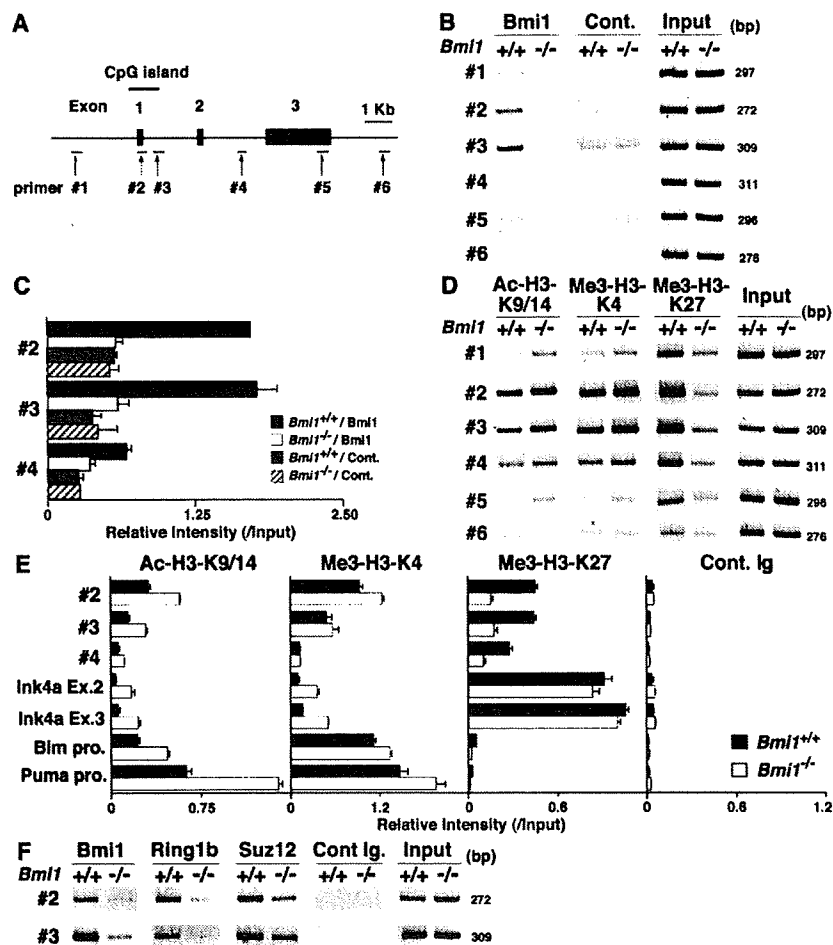 A
CpG island
Exon 1 2 3 1 Kb
primer #1 #2 #3 #4 #5 #6
B
Bmi1 Cont. Input (bp)
Bmi1 +/+ -/- +/+ -/- +/+ -/-
#1 297
#2 272
#3 309
#4 311
#5 296
#6 276
C
#2
#3
#4
Bmi1+/+ / Bmi1
Bmi1-/- / Bmi1
Bmi1+/+ / Cont.
Bmi1-/- / Cont.
0 1.25 2.50
Relative Intensity (/Input)
D
Ac-H3-K9/14 Me3-H3-K4 Me3-H3-K27 Input (bp)
Bmi1 +/+ -/- +/+ -/- +/+ -/- +/+ -/-
#1 297
#2 272
#3 309
#4 311
#5 296
#6 276
E
Ac-H3-K9/14 Me3-H3-K4 Me3-H3-K27 Cont. Ig
#2
#3
#4
Ink4a Ex.2
Ink4a Ex.3
Bim pro.
Puma pro.
Bmi1+/+
Bmi1-/-
0 0.75 0 1.2 0 0.6 0 0.6 1.2
Relative Intensity (/Input)
F
Bmi1 Ring1b Suz12 Cont Ig. Input (bp)
Bmi1 +/+ -/- +/+ -/- +/+ -/- +/+ -/- +/+ -/-
#2 272
#3 309